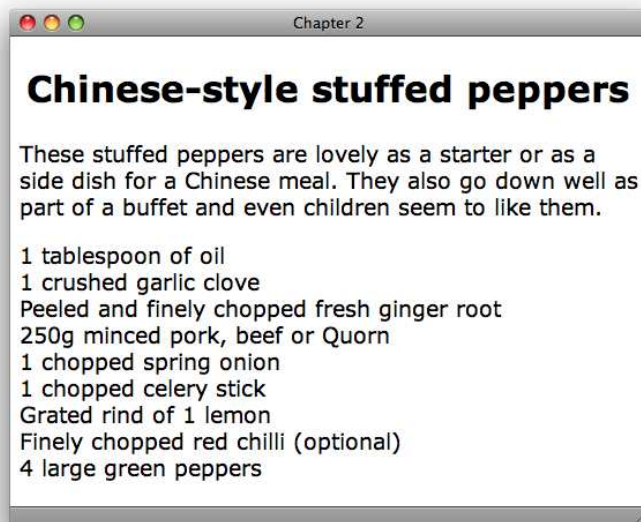 Chapter 2
Chinese-style stuffed peppers
These stuffed peppers are lovely as a starter or as a
side dish for a Chinese meal. They also go down well as
part of a buffet and even children seem to like them.
1 tablespoon of oil
1 crushed garlic clove
Peeled and finely chopped fresh ginger root
250g minced pork, beef or Quorn
1 chopped spring onion
1 chopped celery stick
Grated rind of 1 lemon
Finely chopped red chilli (optional)
4 large green peppers